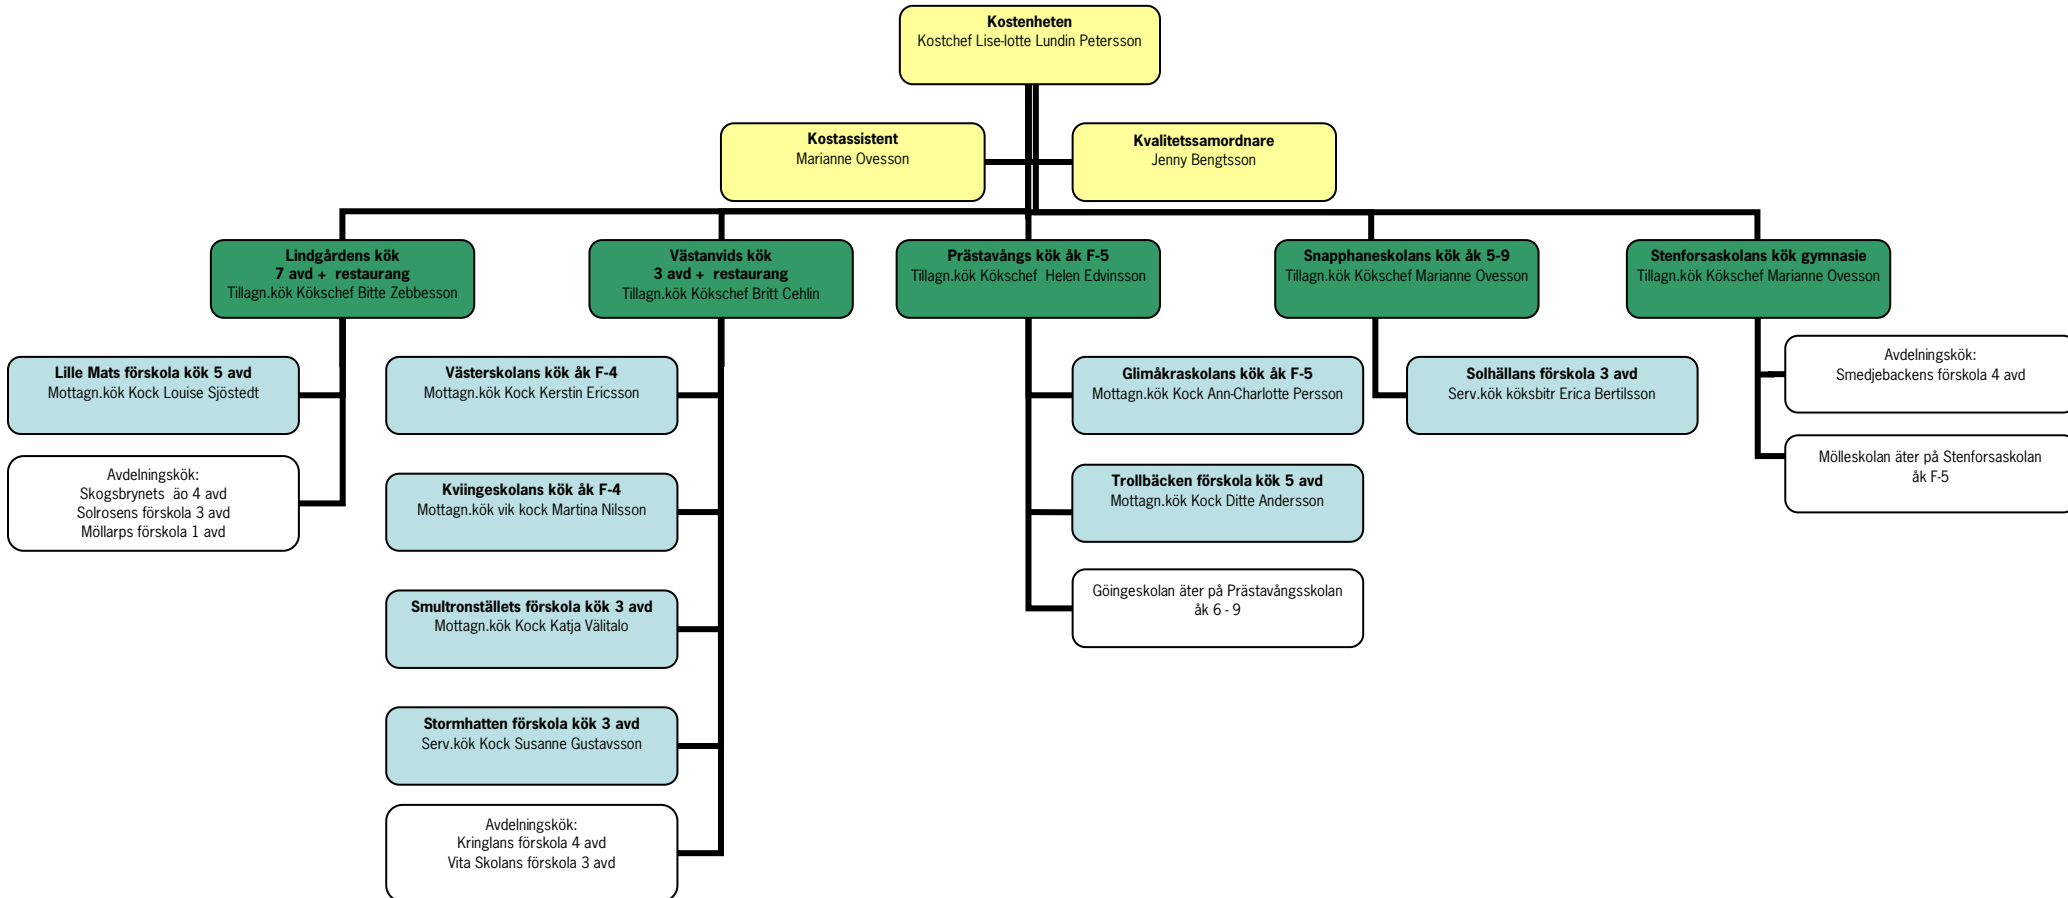 Kostenheten
Kostchef Lise-lotte Lundin Petersson
Kostassistent
Marianne Ovesson
Kvalitetssamordnare
Jenny Bengtsson
Lindgårdens kök
7 avd + restaurang
Tillagn.kök Kökschef Bitte Zebbesson
Västanvids kök
3 avd + restaurang
Tillagn.kök Kökschef Britt Cehlin
Prästavångs kök åk F-5
Tillagn.kök Kökschef Helen Edvinsson
Snapphaneskolans kök åk 5-9
Tillagn.kök Kökschef Marianne Ovesson
Stenforsaskolans kök gymnasie
Tillagn.kök Kökschef Marianne Ovesson
Lille Mats förskola kök 5 avd
Mottagn.kök Kock Louise Sjöstedt
Avdelningskök:
Skogsbrynets äo 4 avd
Solrosens förskola 3 avd
Möllarps förskola 1 avd
Västerskolans kök åk F-4
Mottagn.kök Kock Kerstin Ericsson
Kviingeskolans kök åk F-4
Mottagn.kök vik kock Martina Nilsson
Smultronställets förskola kök 3 avd
Mottagn.kök Kock Katja Välitalo
Stormhatten förskola kök 3 avd
Serv.kök Kock Susanne Gustavsson
Avdelningskök:
Kringlans förskola 4 avd
Vita Skolans förskola 3 avd
Glimåkraskolans kök åk F-5
Mottagn.kök Kock Ann-Charlotte Persson
Trollbäcken förskola kök 5 avd
Mottagn.kök Kock Ditte Andersson
Göingeskolan äter på Prästavångsskolan
åk 6 - 9
Solhällans förskola 3 avd
Serv.kök köksbitr Erica Bertilsson
Avdelningskök:
Smedjebackens förskola 4 avd
Mölleskolan äter på Stenforsaskolan
åk F-5